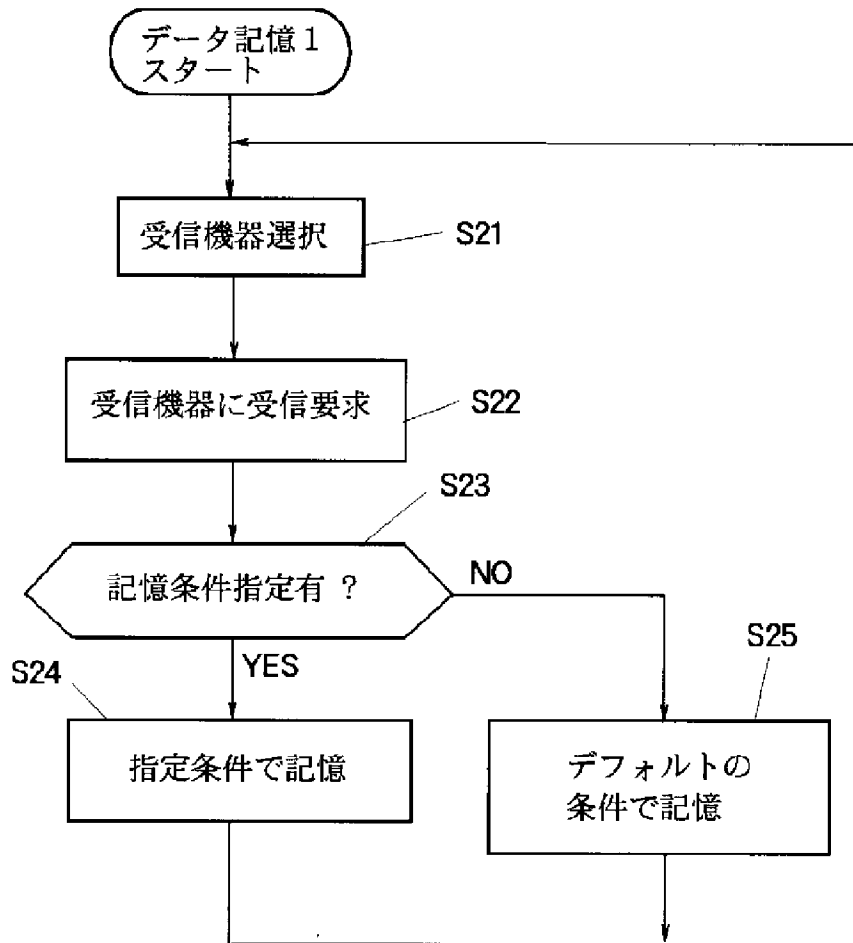 データ記憶1
スタート
受信機器選択
S21
受信機器に受信要求
S22
S23
記憶条件指定有 ?
NO
YES
S24
S25
指定条件で記憶
デフォルトの
条件で記憶